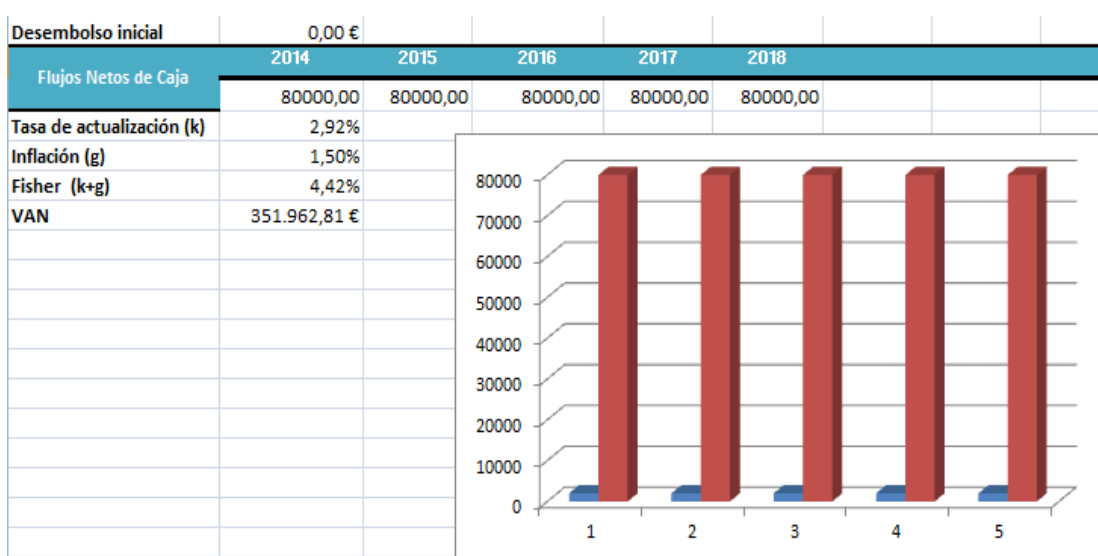 Desembolso inicial 0,00 €
Flujos Netos de Caja 2014 2015 2016 2017 2018
80000,00 80000,00 80000,00 80000,00 80000,00
Tasa de actualización (k) 2,92%
Inflación (g) 1,50%
Fisher (k+g) 4,42%
VAN 351.962,81 €
80000
70000
60000
50000
40000
30000
20000
10000
0
1 2 3 4 5